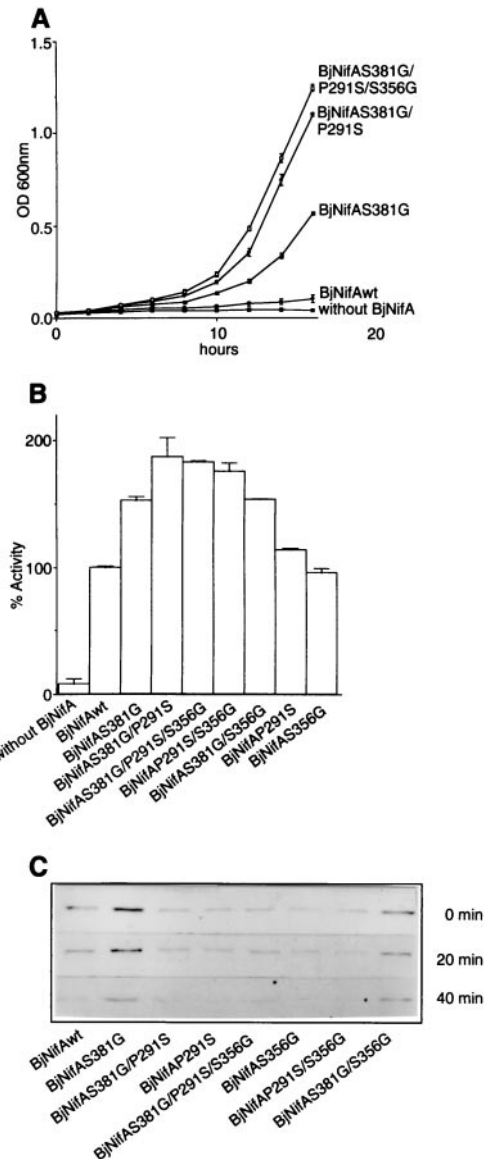 A
1.5
1.0
0.5
0.0
OD 600nm
0
10
20
hours
BjNifAS381G/
P291S/S356G
BjNifAS381G/
P291S
BjNifAS381G
BjNifAwt
without BjNifA
B
200
100
0
% Activity
without BjNifA
BjNifAwt
BjNifAS381G
BjNifAS381G/P291S
BjNifAS381G/P291S/S356G
BjNifAP291S/S356G
BjNifAS381G/S356G
BjNifAP291S
BjNifAS356G
C
0 min
20 min
40 min
BjNifAwt
BjNifAS381G
BjNifAS381G/P291S
BjNifAP291S
BjNifAS381G/P291S/S356G
BjNifAS356G
BjNifAP291S/S356G
BjNifAS381G/S356G